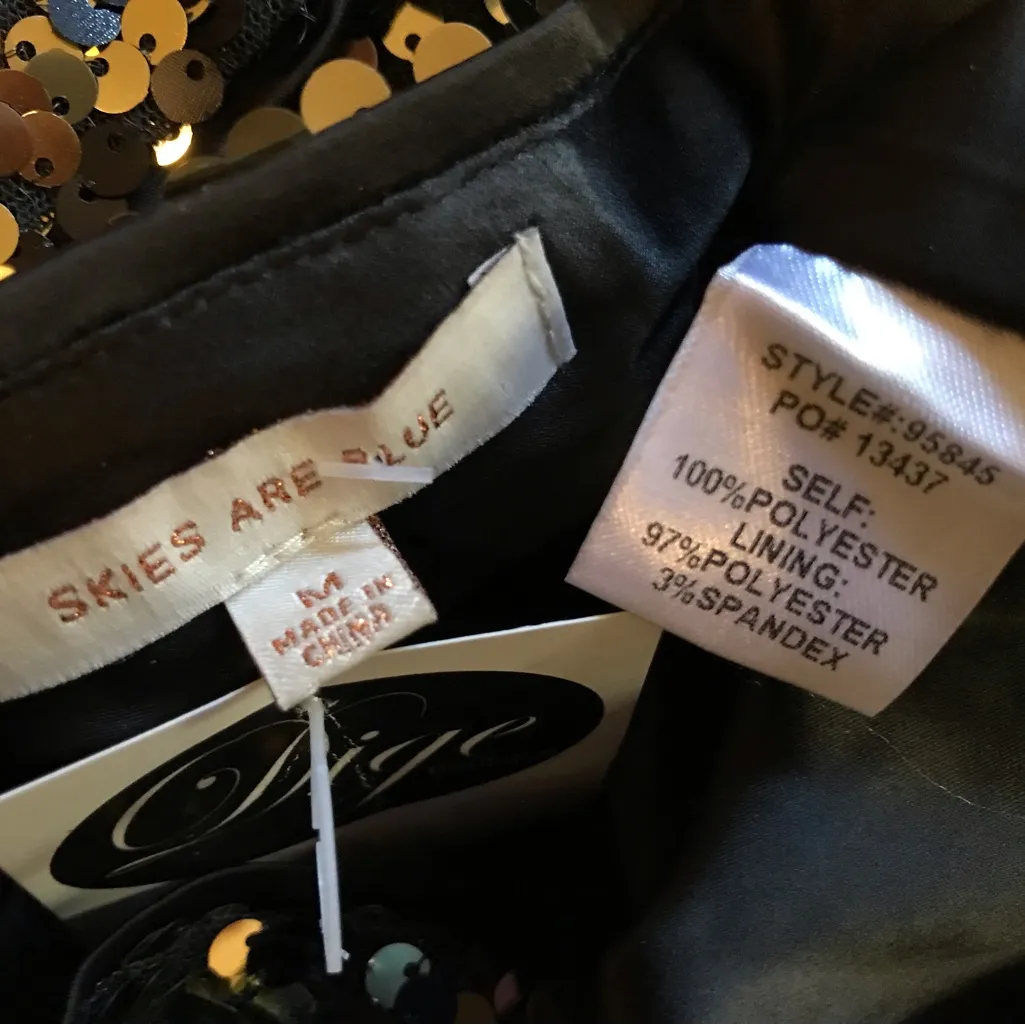 SKIES ARE BLUE
M
MADE IN
CHINA
STYLE#:95845
PO# 13437
SELF:
100%POLYESTER
LINING:
97%POLYESTER
3%SPANDEX